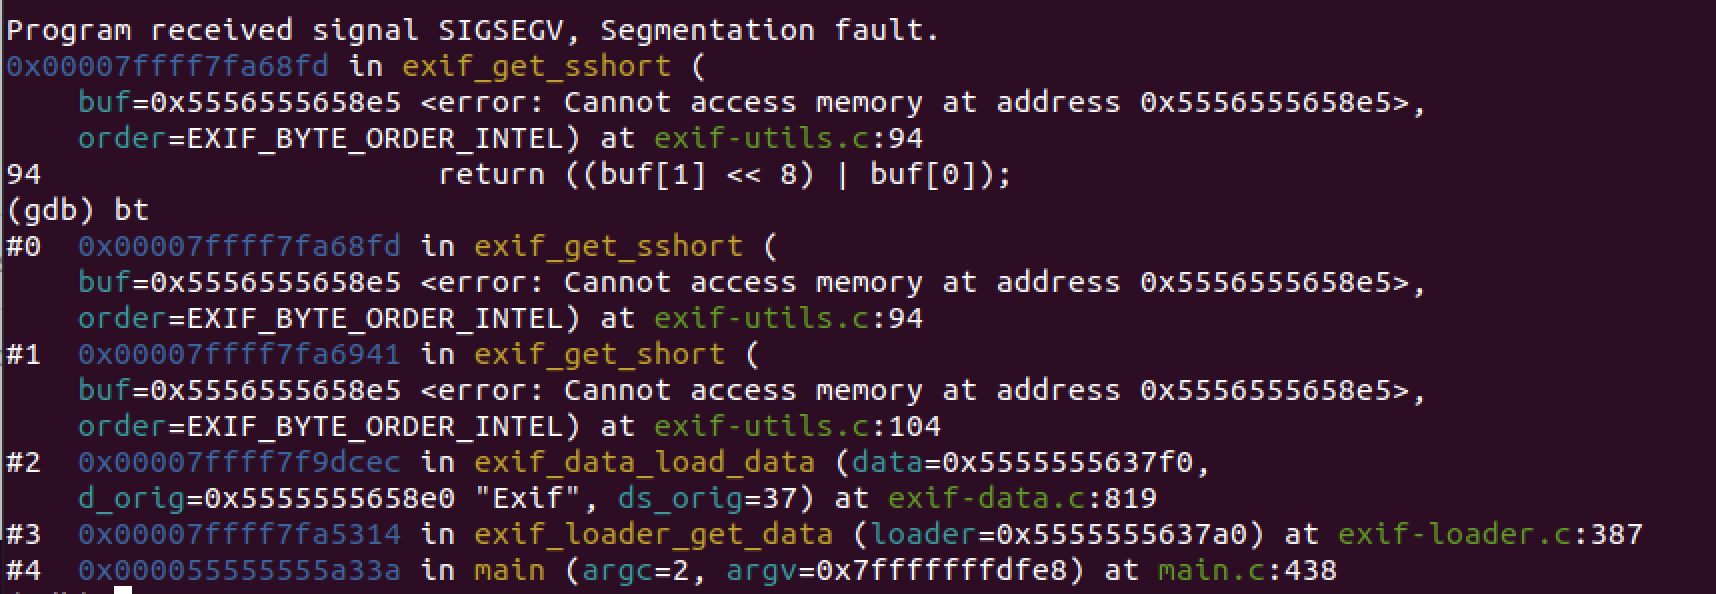 Program received signal SIGSEGV, Segmentation fault.
0x00007ffff7fa68fd in exif_get_sshort (
    buf=0x5556555658e5 <error: Cannot access memory at address 0x5556555658e5>,
    order=EXIF_BYTE_ORDER_INTEL) at exif-utils.c:94
94                      return ((buf[1] << 8) | buf[0]);
(gdb) bt
#0  0x00007ffff7fa68fd in exif_get_sshort (
    buf=0x5556555658e5 <error: Cannot access memory at address 0x5556555658e5>,
    order=EXIF_BYTE_ORDER_INTEL) at exif-utils.c:94
#1  0x00007ffff7fa6941 in exif_get_short (
    buf=0x5556555658e5 <error: Cannot access memory at address 0x5556555658e5>,
    order=EXIF_BYTE_ORDER_INTEL) at exif-utils.c:104
#2  0x00007ffff7f9dcec in exif_data_load_data (data=0x5555555637f0,
    d_orig=0x5555555658e0 "Exif", ds_orig=37) at exif-data.c:819
#3  0x00007ffff7fa5314 in exif_loader_get_data (loader=0x5555555637a0) at exif-loader.c:387
#4  0x000055555555a33a in main (argc=2, argv=0x7fffffffdfe8) at main.c:438